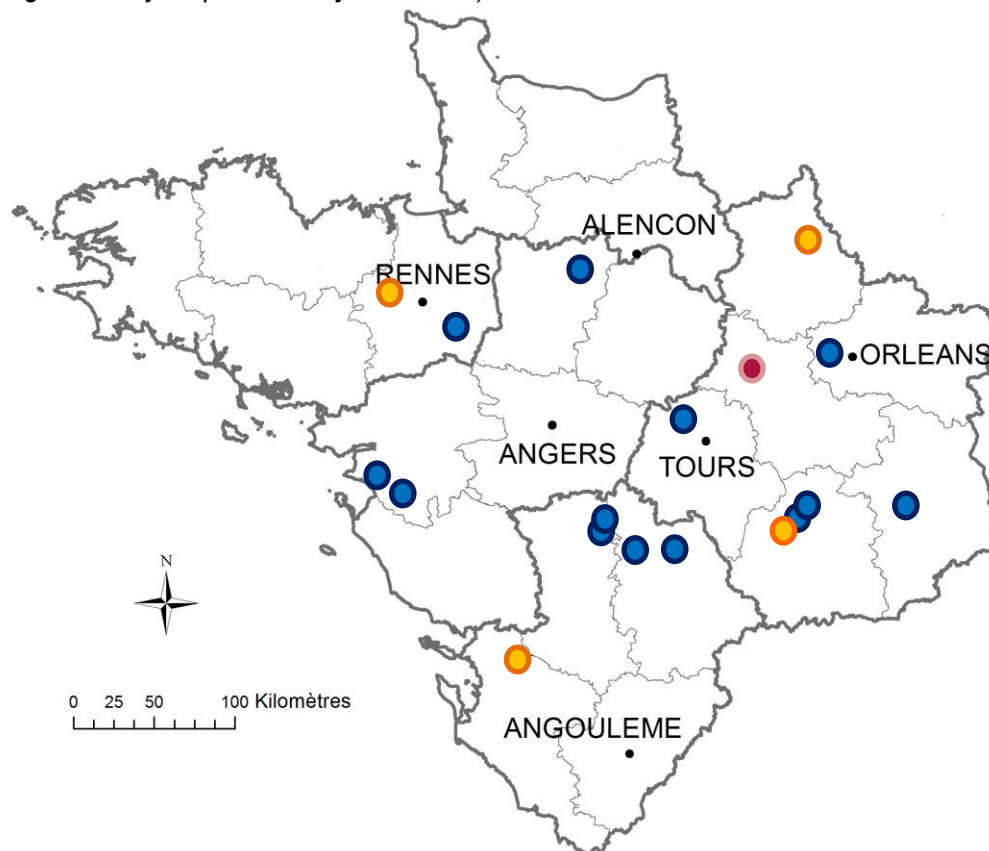 ALENCON
RENNES
ORLEANS
ANGERS
TOURS
N
0 25 50 100 Kilomètres
ANGOULEME